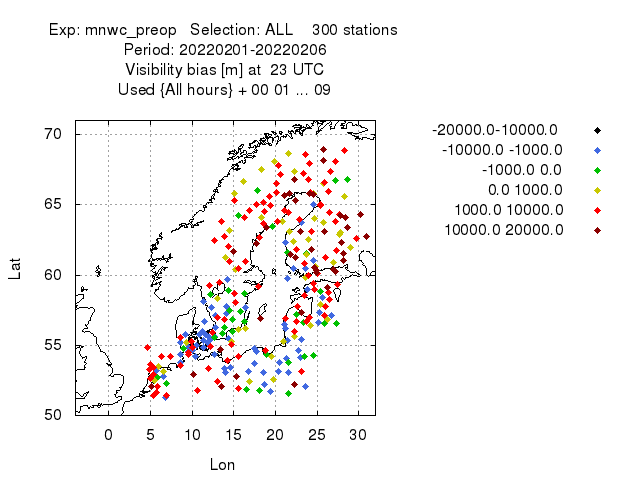 Exp: mnwc_preop   Selection: ALL    300 stations
Period: 20220201-20220206
Visibility bias [m] at  23 UTC
Used {All hours} + 00 01 ... 09
-20000.0-10000.0
-10000.0 -1000.0
-1000.0 0.0
0.0 1000.0
1000.0 10000.0
10000.0 20000.0
70
65
60
55
50
Lat
0 5 10 15 20 25 30
Lon